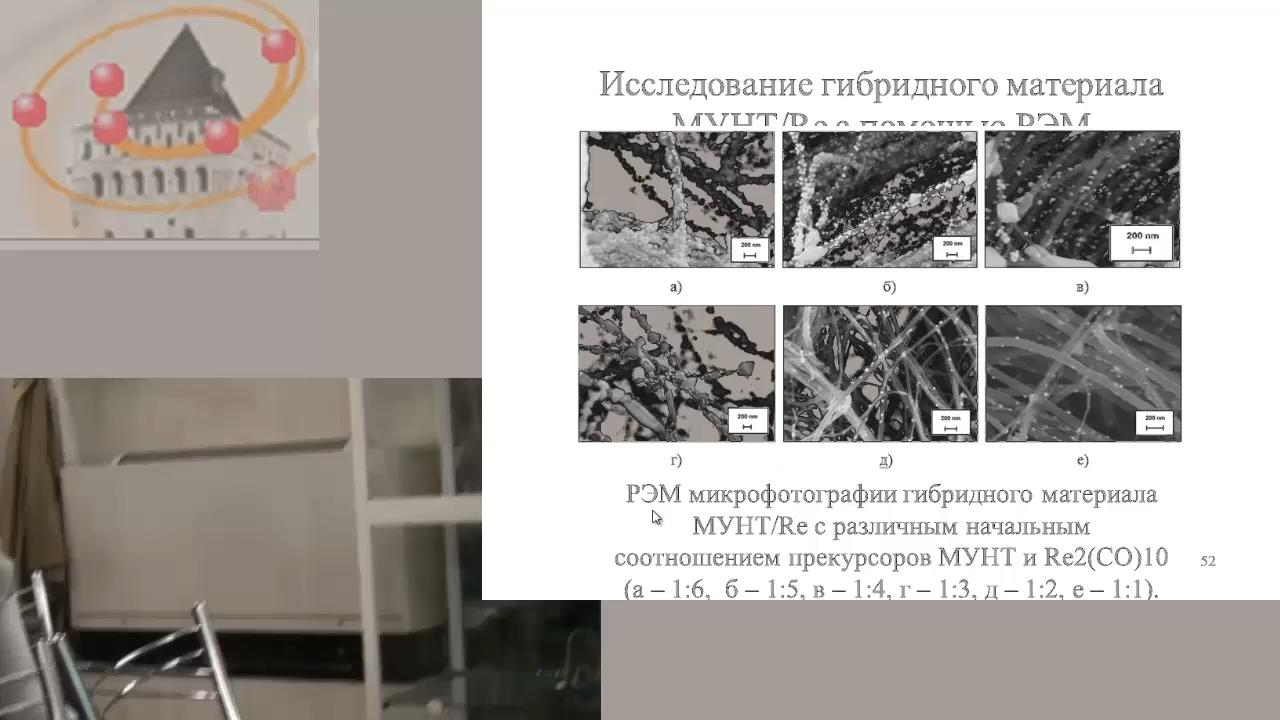 Исследование гибридного материала
МУНТ/Re с помощью РЭМ
200 nm
200 nm
200 nm
а)
б)
в)
200 nm
200 nm
200 nm
г)
д)
е)
РЭМ микрофотографии гибридного материала
МУНТ/Re с различным начальным
соотношением прекурсоров МУНТ и Re2(CO)10
(а – 1:6, б – 1:5, в – 1:4, г – 1:3, д – 1:2, е – 1:1).
52